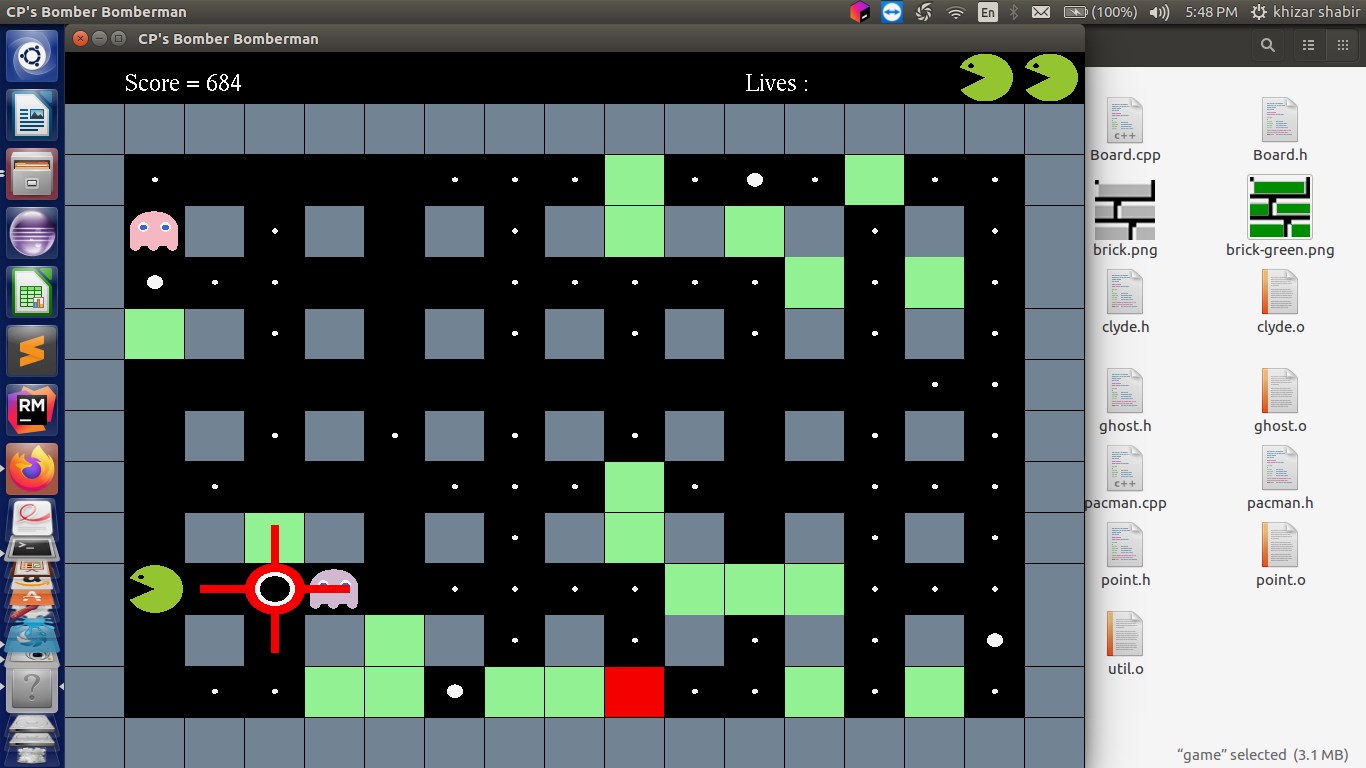 CP's Bomber Bomberman
En
(100%)
5:48 PM
khizar shabir
CP's Bomber Bomberman
Score = 684
Lives :
Board.cpp
Board.h
brick.png
brick-green.png
clyde.h
clyde.o
ghost.h
ghost.o
pacman.cpp
pacman.h
point.h
point.o
util.o
"game" selected (3.1 MB)
C++
C++
RM